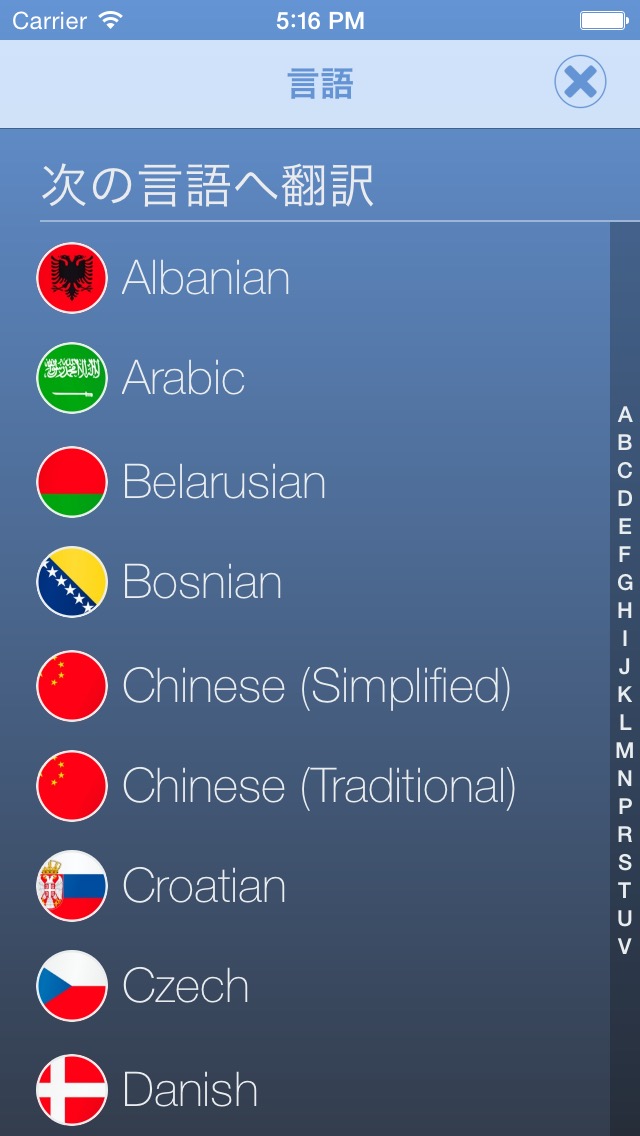 Carrier 5:16 PM
言語
次の言語へ翻訳
Albanian
Arabic
Belarusian
Bosnian
Chinese (Simplified)
Chinese (Traditional)
Croatian
Czech
Danish
A
B
C
D
E
F
G
H
I
J
K
L
M
N
P
R
S
T
U
V